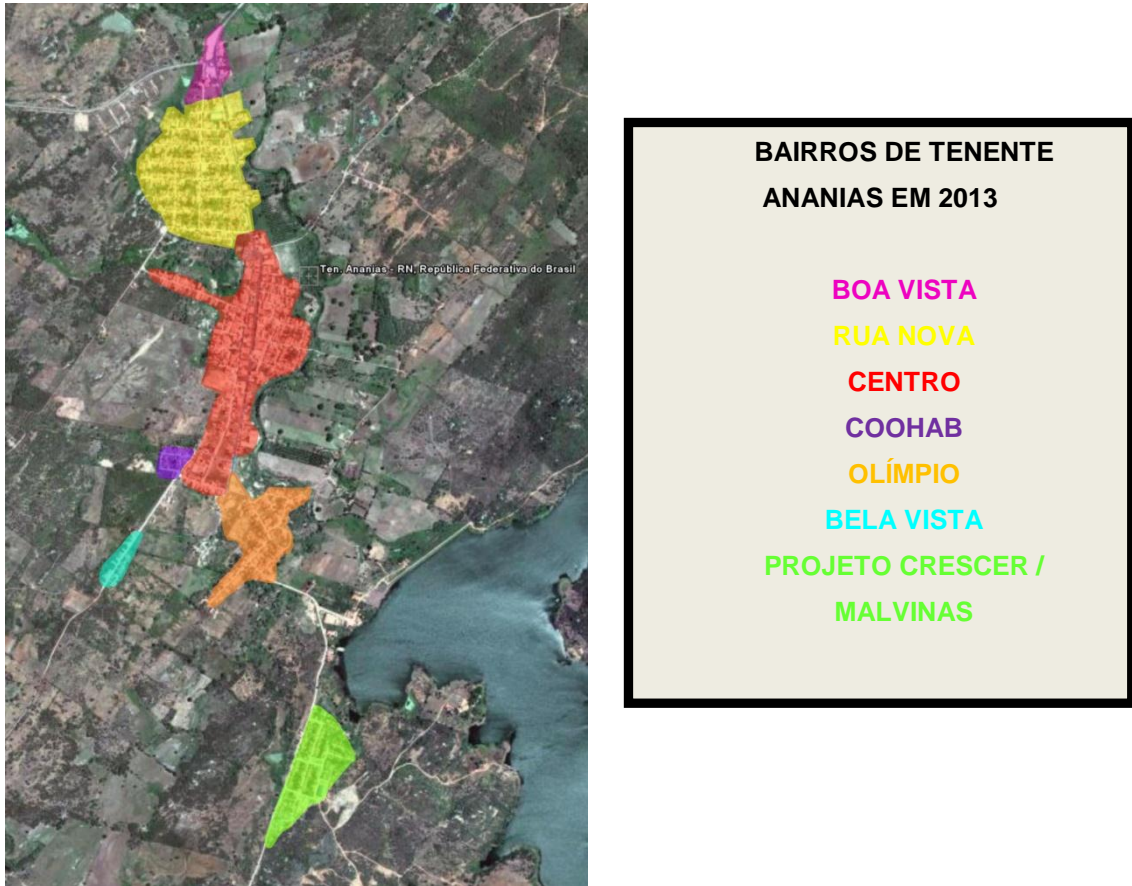 Ten. Ananias - RN, República Federativa do Brasil
BAIRROS DE TENENTE
ANANIAS EM 2013
BOA VISTA
RUA NOVA
CENTRO
COOHAB
OLÍMPIO
BELA VISTA
PROJETO CRESCER /
MALVINAS